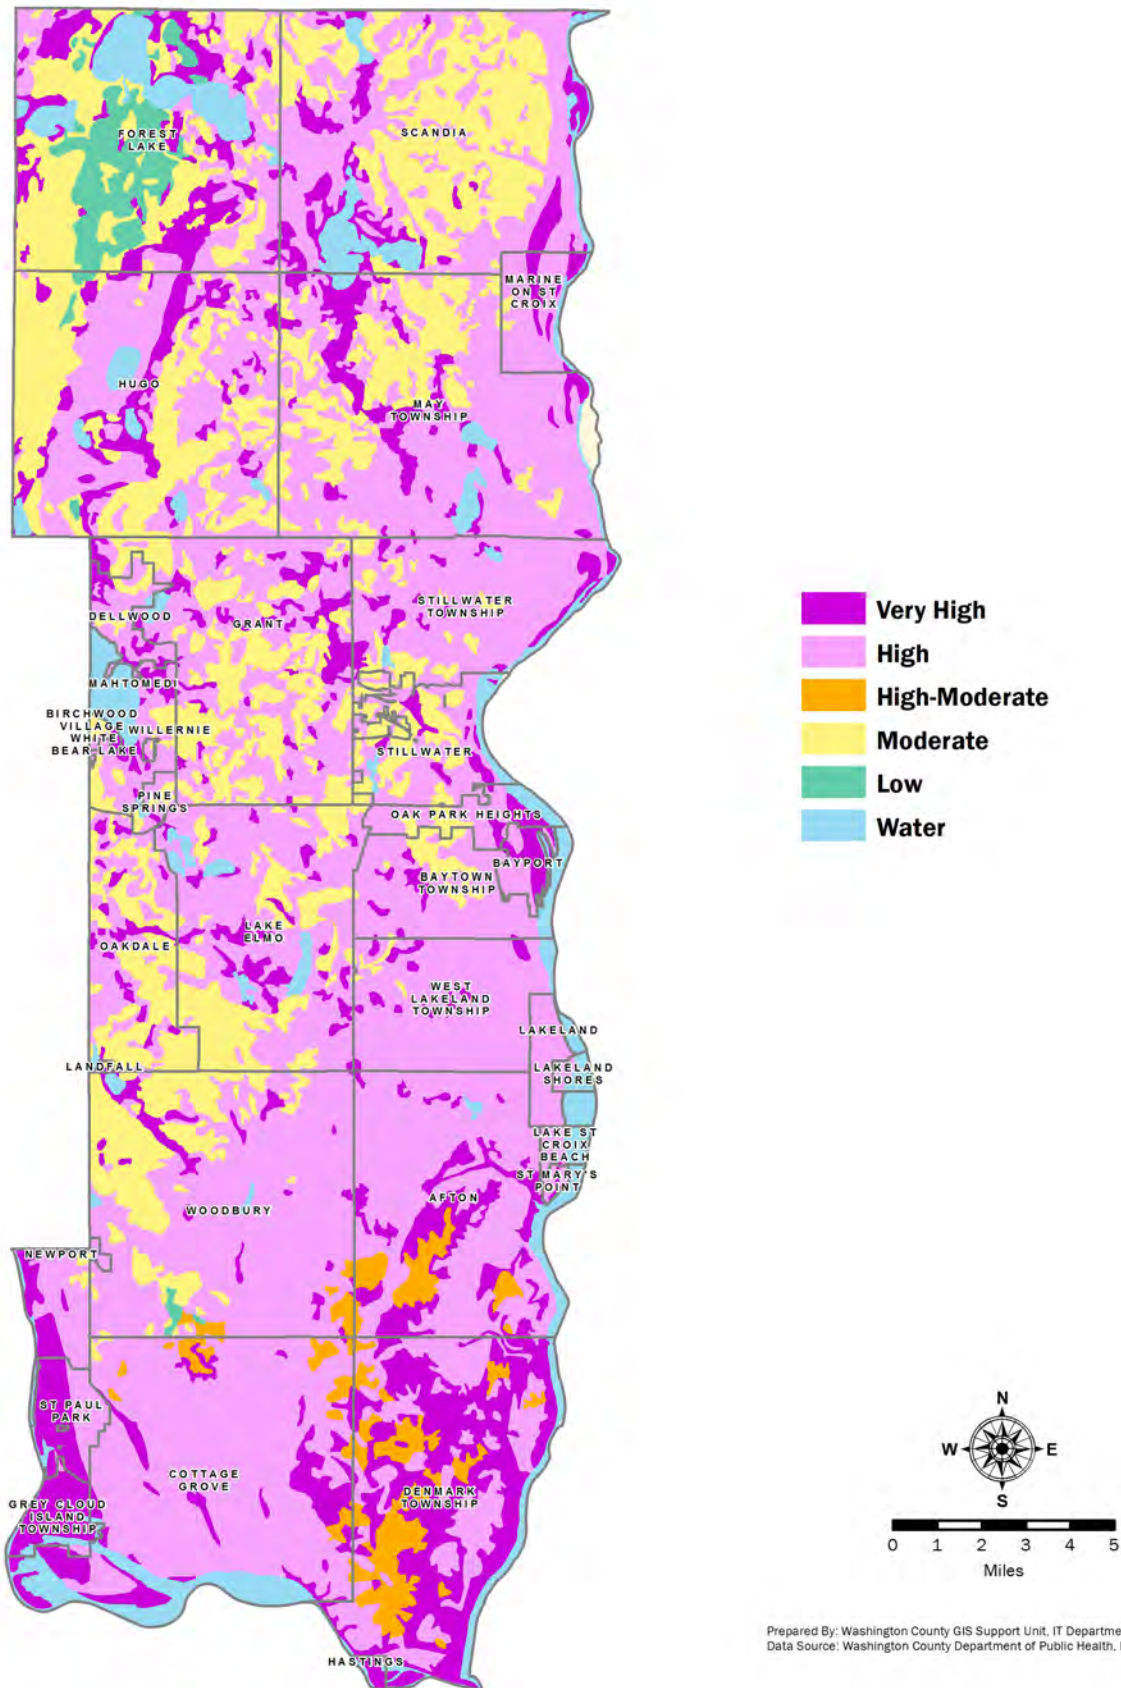 FOREST
LAKE
SCANDIA
MARINE
ON ST
CROIX
HUGO
MAY
TOWNSHIP
STILLWATER
TOWNSHIP
DELLWOOD
GRANT
MAHTOMEDI
BIRCHWOOD
VILLAGE
WILLERNIE
WHITE
BEAR LAKE
STILLWATER
PINE
SPRINGS
OAK PARK HEIGHTS
BAYPORT
BAYTOWN
TOWNSHIP
LAKE
ELMO
OAKDALE
WEST
LAKELAND
TOWNSHIP
LAKELAND
LANDFALL
LAKELAND
SHORES
LAKE ST
CROIX
BEACH
ST MARY'S
POINT
AFTON
WOODBURY
NEWPORT
ST PAUL
PARK
COTTAGE
GROVE
DENMARK
TOWNSHIP
GREY CLOUD
ISLAND
TOWNSHIP
HASTINGS
Very High
High
High-Moderate
Moderate
Low
Water
N
W E
S
0 1 2 3 4 5
Miles
Prepared By: Washington County GIS Support Unit, IT Departme
Data Source: Washington County Department of Public Health,